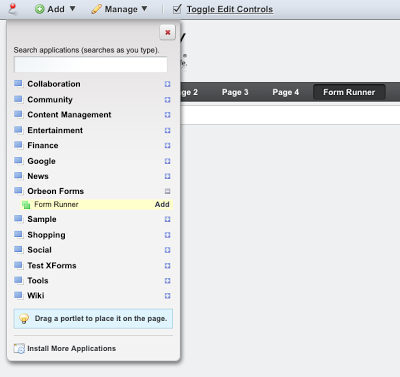 Add Manage Toggle Edit Controls
Search applications (searches as you type).
y
®
fe.
ge 2 Page 3 Page 4 Form Runner
Collaboration
Community
Content Management
Entertainment
Finance
Google
News
Orbeon Forms
Form Runner Add
Sample
Shopping
Social
Test XForms
Tools
Wiki
Drag a portlet to place it on the page.
Install More Applications